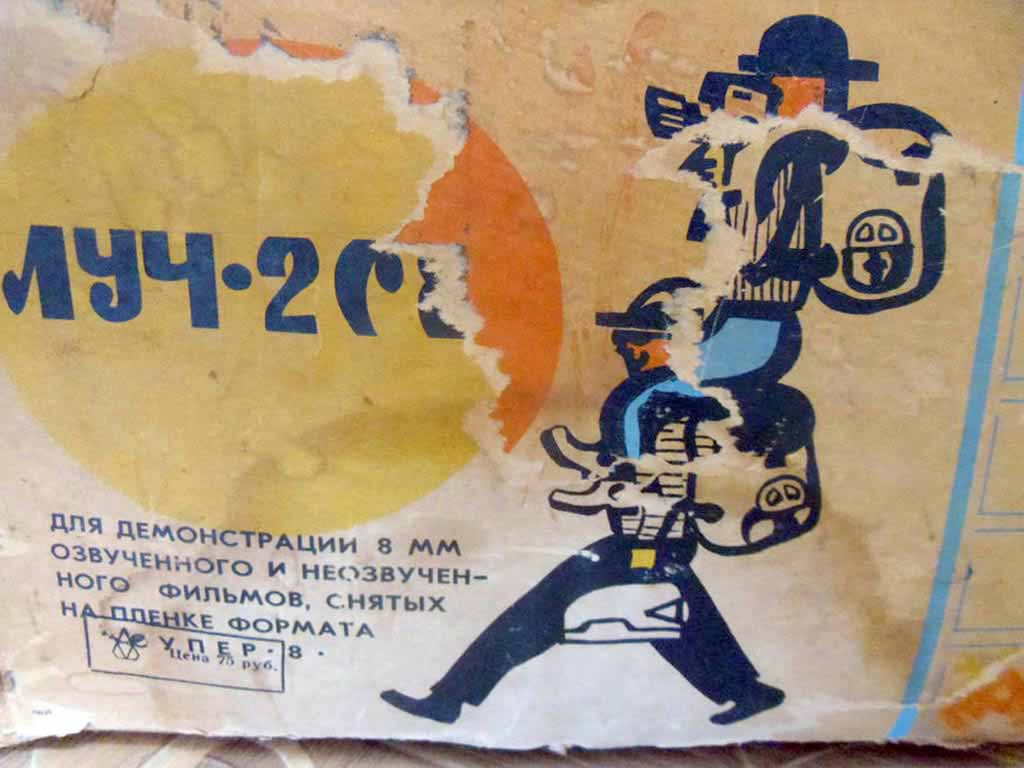 ЛУЧ·2
ДЛЯ ДЕМОНСТРАЦИИ 8 ММ
ОЗВУЧЕННОГО И НЕОЗВУЧЕН-
НОГО ФИЛЬМОВ, СНЯТЫХ
НА ПЛЕНКЕ ФОРМАТА
УПЕР·8·
Цена 75 руб.